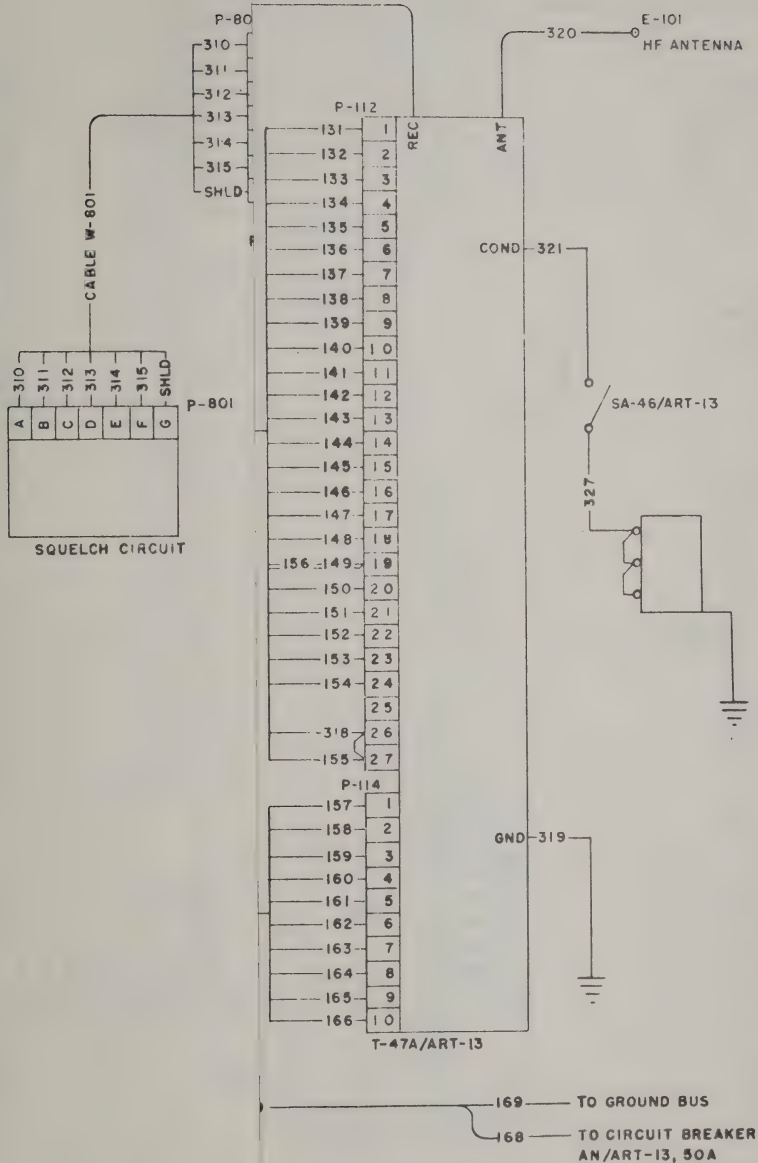 P-80
310
311
312
313
314
315
SHLD
E-101
320
HF ANTENNA
P-112
REC
ANT
131 1
132 2
133 3
134 4
135 5
136 6
137 7
138 8
139 9
140 10
141 11
142 12
143 13
144 14
145 15
146 16
147 17
148 18
156 149 19
150 20
151 21
152 22
153 23
154 24
25
318 26
155 27
P-114
157 1
158 2
159 3
160 4
161 5
162 6
163 7
164 8
165 9
166 10
T-47A/ART-13
COND 321
SA-46/ART-13
327
GND 319
CABLE W-801
310 311 312 313 314 315 SHLD
P-801
A B C D E F G
SQUELCH CIRCUIT
169 TO GROUND BUS
168 TO CIRCUIT BREAKER
AN/ART-13, 50A